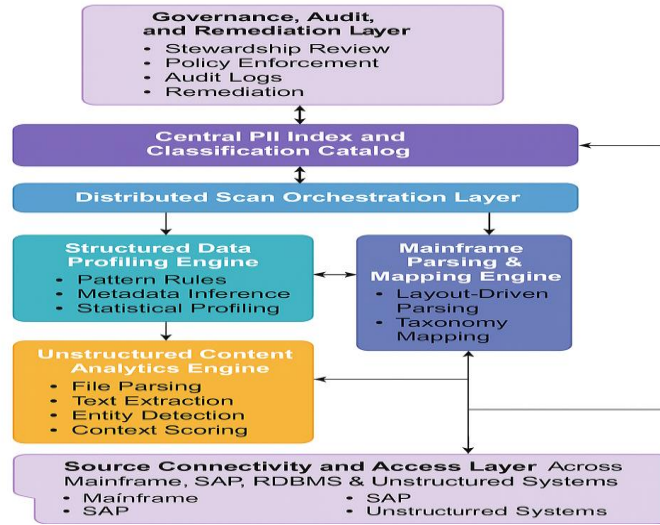 Governance, Audit,
and Remediation Layer
• Stewardship Review
• Policy Enforcement
• Audit Logs
• Remediation
Central PII Index and
Classification Catalog
Distributed Scan Orchestration Layer
Structured Data
Profiling Engine
• Pattern Rules
• Metadata Inference
• Statistical Profiling
Mainframe
Parsing &
Mapping Engine
• Layout-Driven
Parsing
• Taxonomy
Mapping
Unstructured Content
Analytics Engine
• File Parsing
• Text Extraction
• Entity Detection
• Context Scoring
Source Connectivity and Access Layer Across
Mainframe, SAP, RDBMS & Unstructured Systems
• Maínframe
• SAP
• SAP
• Unstructurred Systems